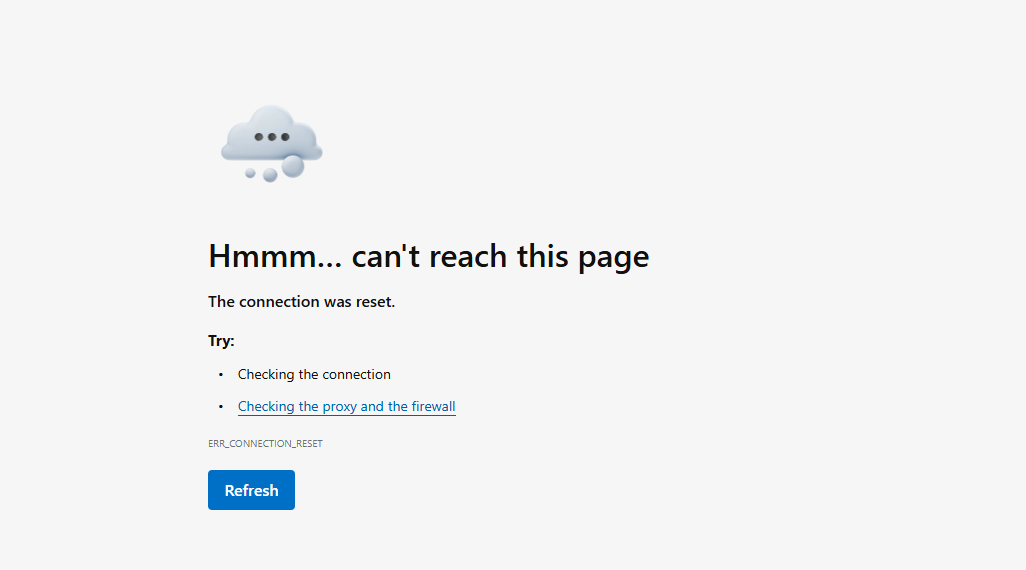 Hmmm... can't reach this page
The connection was reset.
Try:
• Checking the connection
• Checking the proxy and the firewall
ERR_CONNECTION_RESET
Refresh